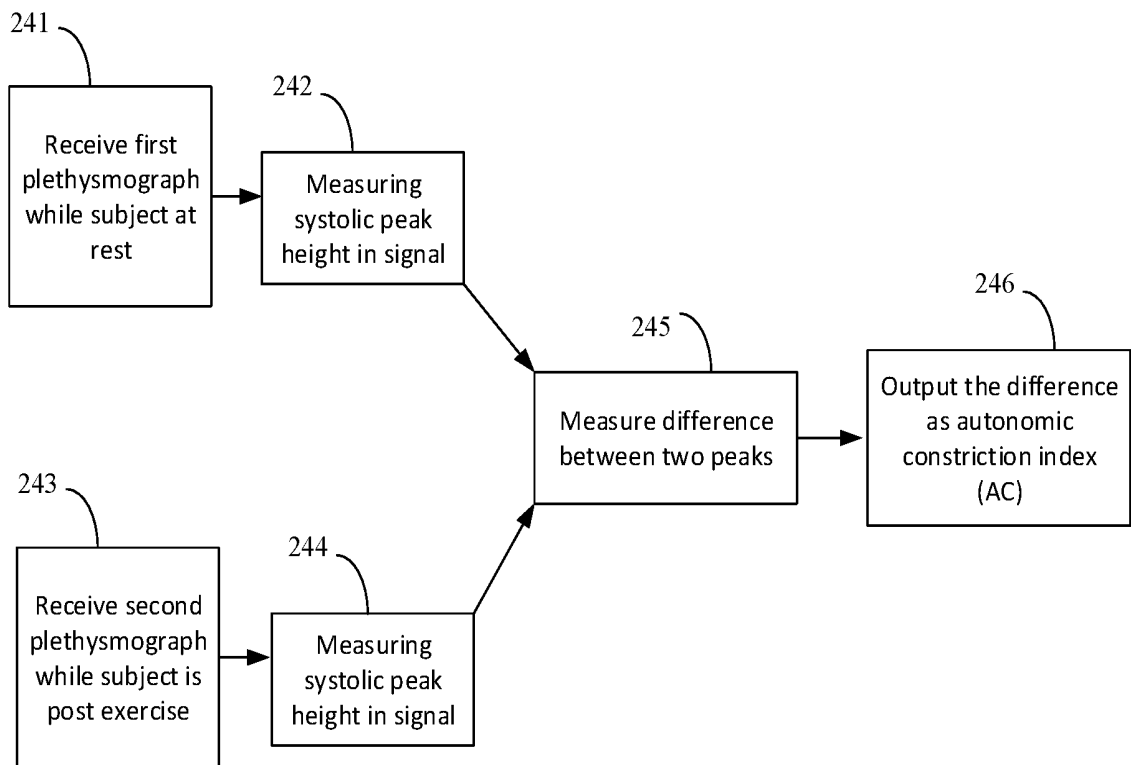 241
Receive first
plethysmograph
while subject at
rest
242
Measuring
systolic peak
height in signal
243
Receive second
plethysmograph
while subject is
post exercise
244
Measuring
systolic peak
height in signal
245
Measure difference
between two peaks
246
Output the difference
as autonomic
constriction index
(AC)